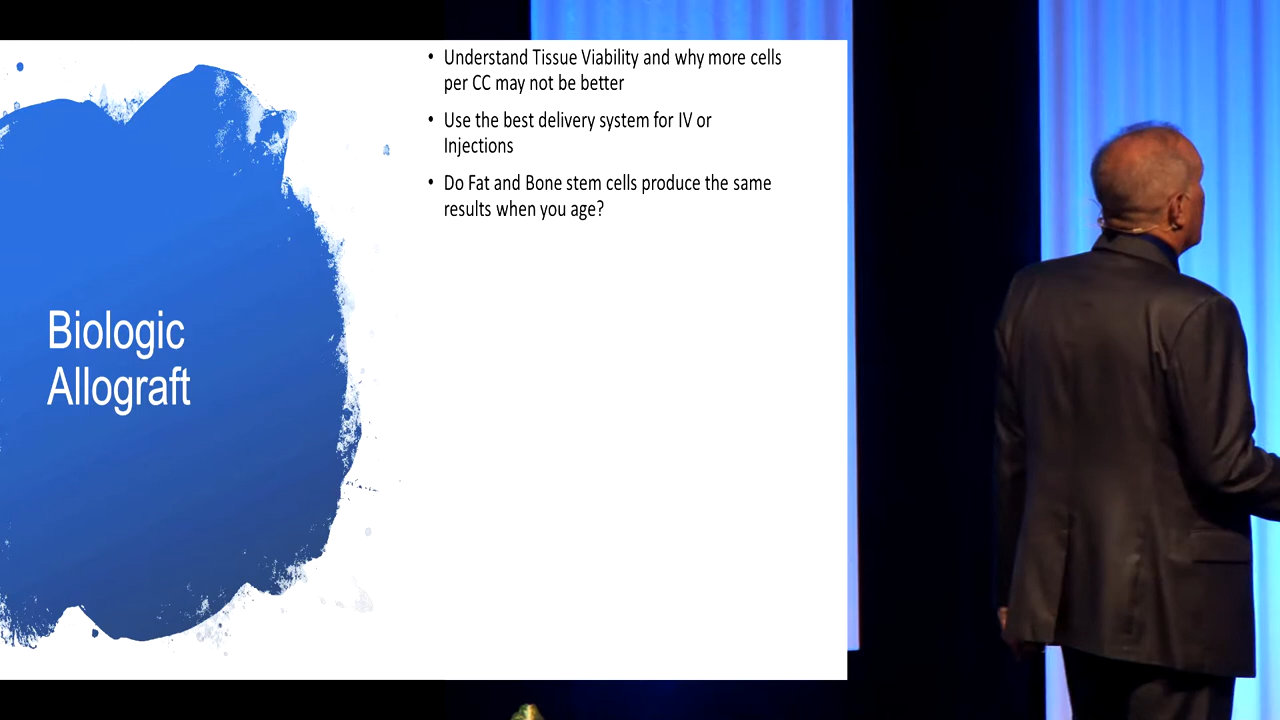 Biologic
Allograft
• Understand Tissue Viability and why more cells
per CC may not be better
• Use the best delivery system for IV or
Injections
• Do Fat and Bone stem cells produce the same
results when you age?